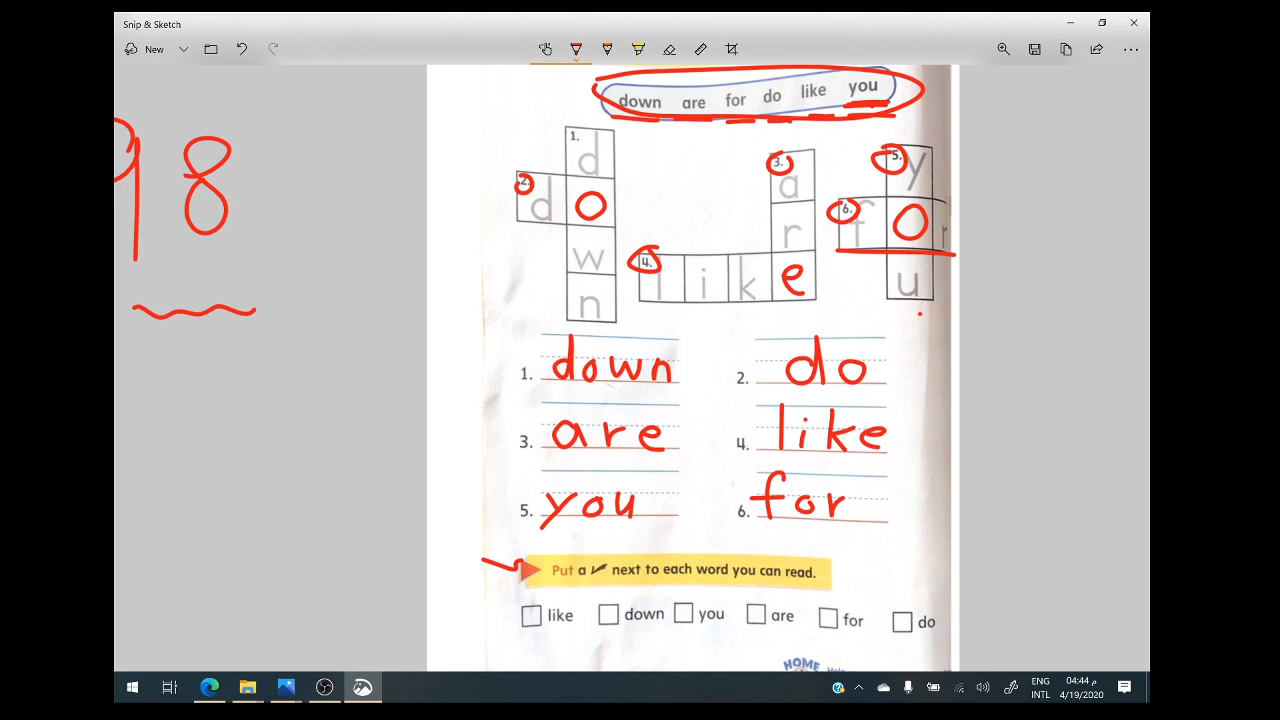 Snip & Sketch
New
down are for do like you
98
1. d
2. d o
w
n
3. a
r
4. l i k e
5. y
6. f o r
u
1. down
2. do
3. are
4. like
5. you
6. for
Put a ✓ next to each word you can read.
like down you are for do
HOME
ENG
INTL
04:44 م
4/19/2020